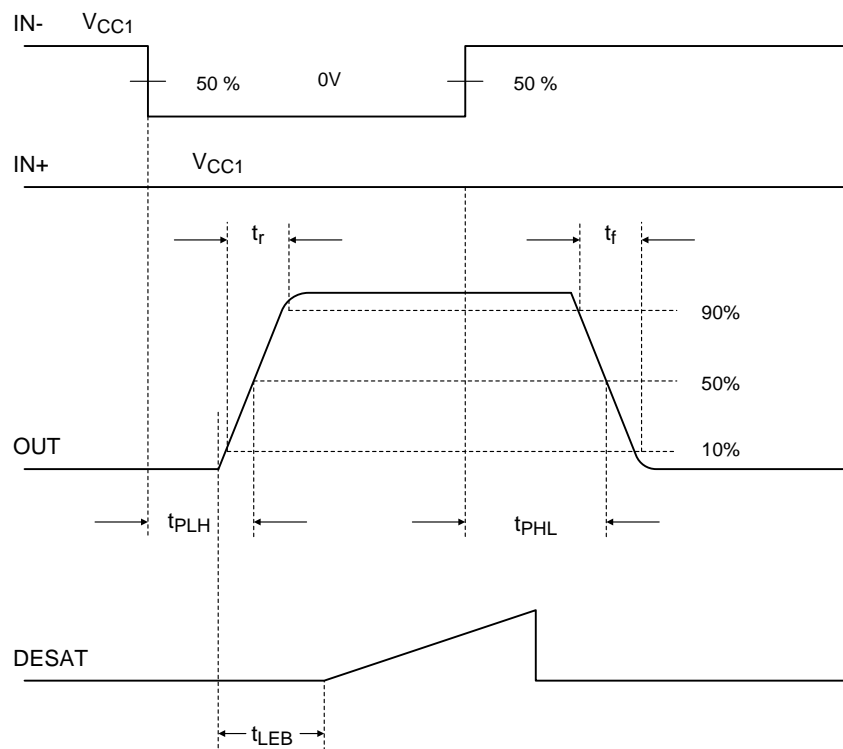 IN-
VCC1
50 %
0V
50 %
IN+
VCC1
tr
tf
90%
50%
OUT
10%
tPLH
tPHL
DESAT
tLEB